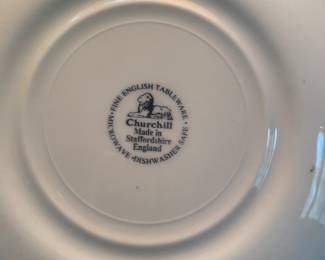 • FINE ENGLISH TABLEWARE •
Churchill
Made in
Staffordshire
England
MICROWAVE • DISHWASHER SAFE